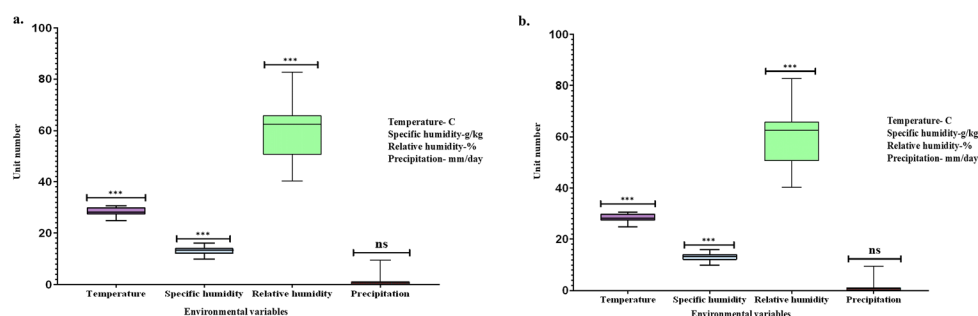 a.
100
80
60
40
20
0
Unit number
***
***
***
ns
Temperature- C
Specific humidity-g/kg
Relative humidity-%
Precipitation- mm/day
Temperature Specific humidity Relative humidity Precipitation
Environmental variables
b.
100
80
60
40
20
0
Unit number
***
***
***
ns
Temperature- C
Specific humidity-g/kg
Relative humidity-%
Precipitation- mm/day
Temperature Specific humidity Relative humidity Precipitation
Environmental variables